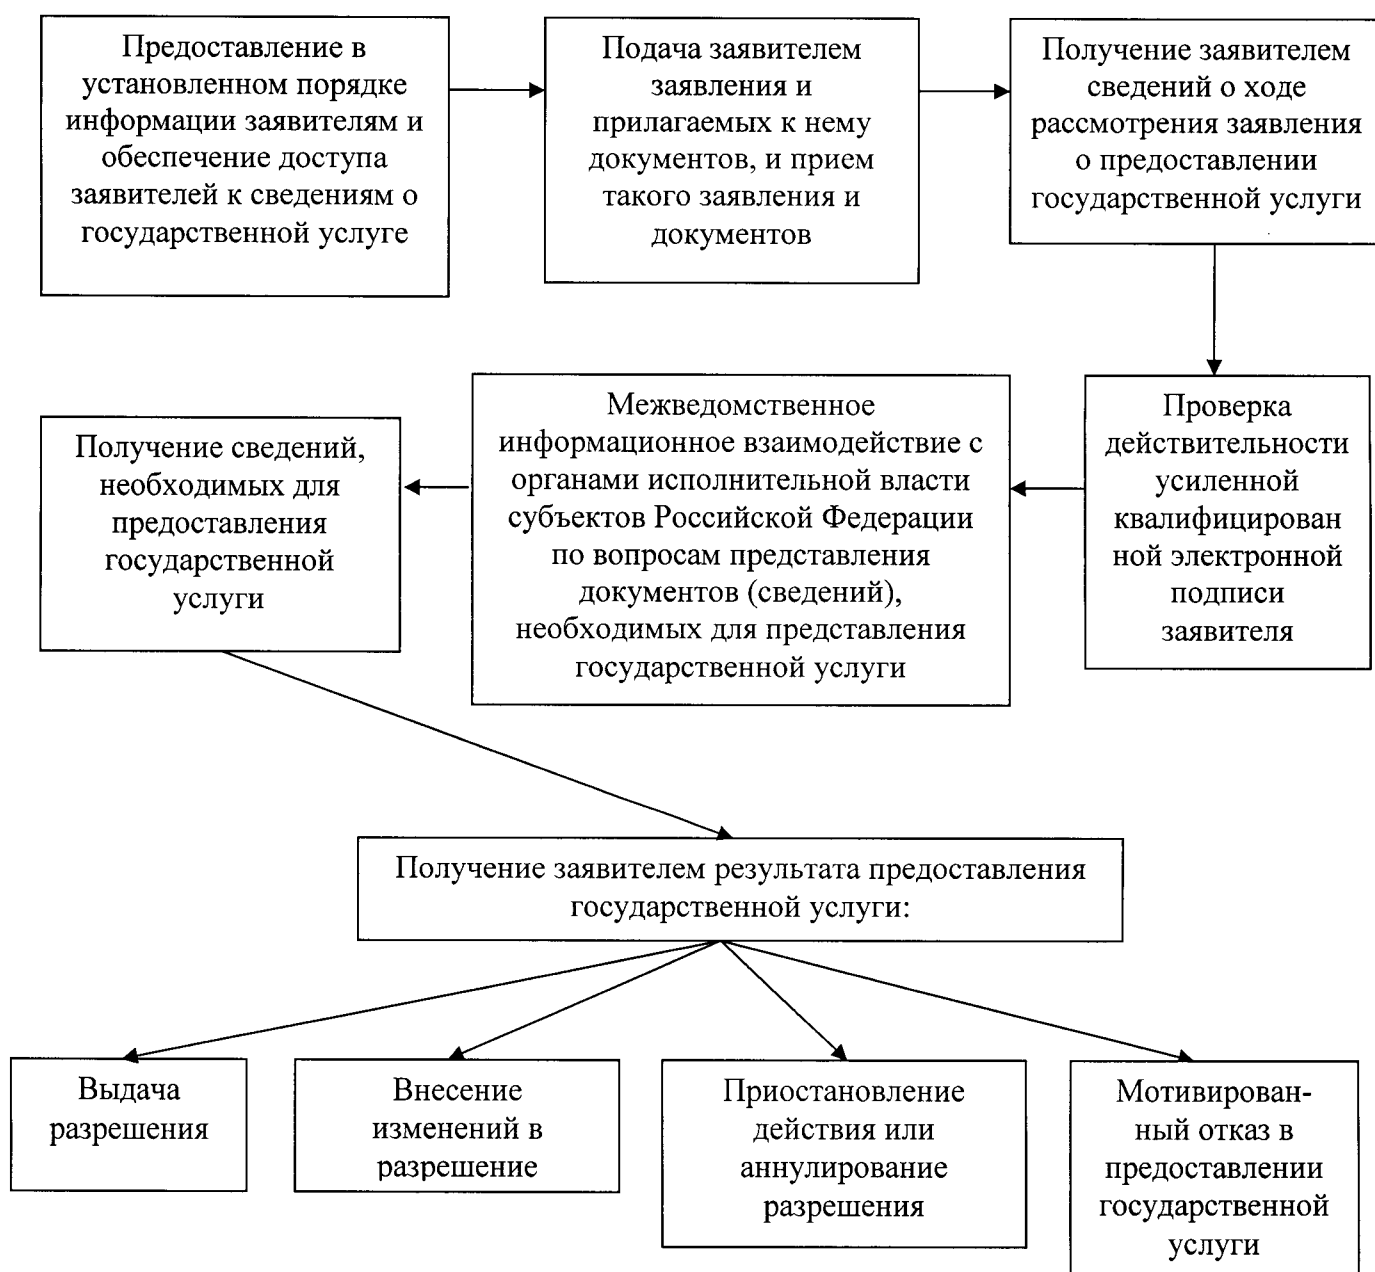 Предоставление в
установленном порядке
информации заявителям и
обеспечение доступа
заявителей к сведениям о
государственной услуге
Подача заявителем
заявления и
прилагаемых к нему
документов, и прием
такого заявления и
документов
Получение заявителем
сведений о ходе
рассмотрения заявления
о предоставлении
государственной услуги
Проверка
действительности
усиленной
квалифицирован
ной электронной
подписи
заявителя
Межведомственное
информационное взаимодействие с
органами исполнительной власти
субъектов Российской Федерации
по вопросам представления
документов (сведений),
необходимых для представления
государственной услуги
Получение сведений,
необходимых для
предоставления
государственной
услуги
Получение заявителем результата предоставления
государственной услуги:
Выдача
разрешения
Внесение
изменений в
разрешение
Приостановление
действия или
аннулирование
разрешения
Мотивирован-
ный отказ в
предоставлении
государственной
услуги